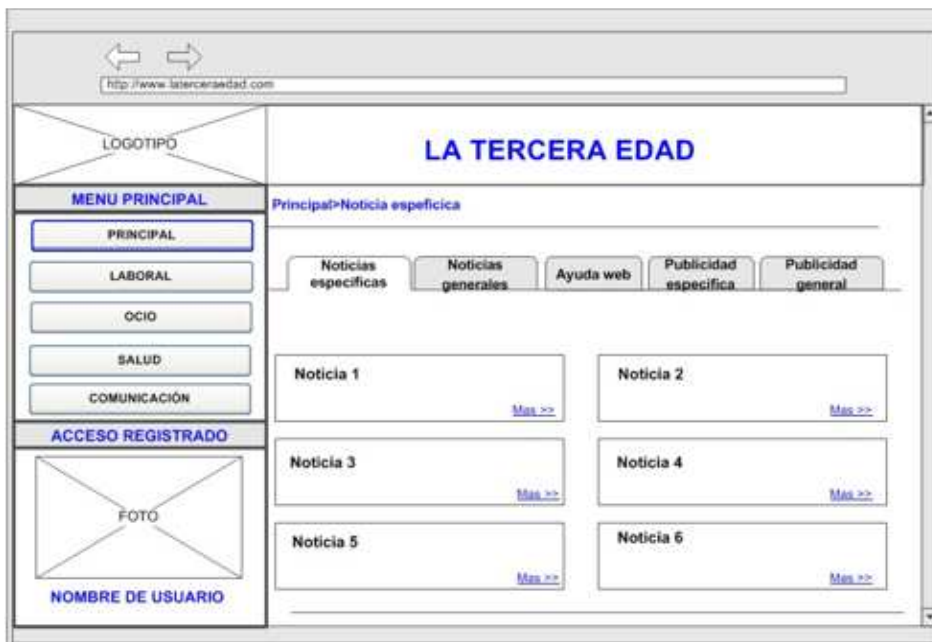 http://www.laterceraedad.com
LOGOTIPO
LA TERCERA EDAD
MENU PRINCIPAL
PRINCIPAL
LABORAL
OCIO
SALUD
COMUNICACIÓN
ACCESO REGISTRADO
FOTO
NOMBRE DE USUARIO
Principal>Noticia espeficica
Noticias
especificas
Noticias
generales
Ayuda web
Publicidad
especifica
Publicidad
general
Noticia 1
Mas >>
Noticia 2
Mas >>
Noticia 3
Mas >>
Noticia 4
Mas >>
Noticia 5
Mas >>
Noticia 6
Mas >>